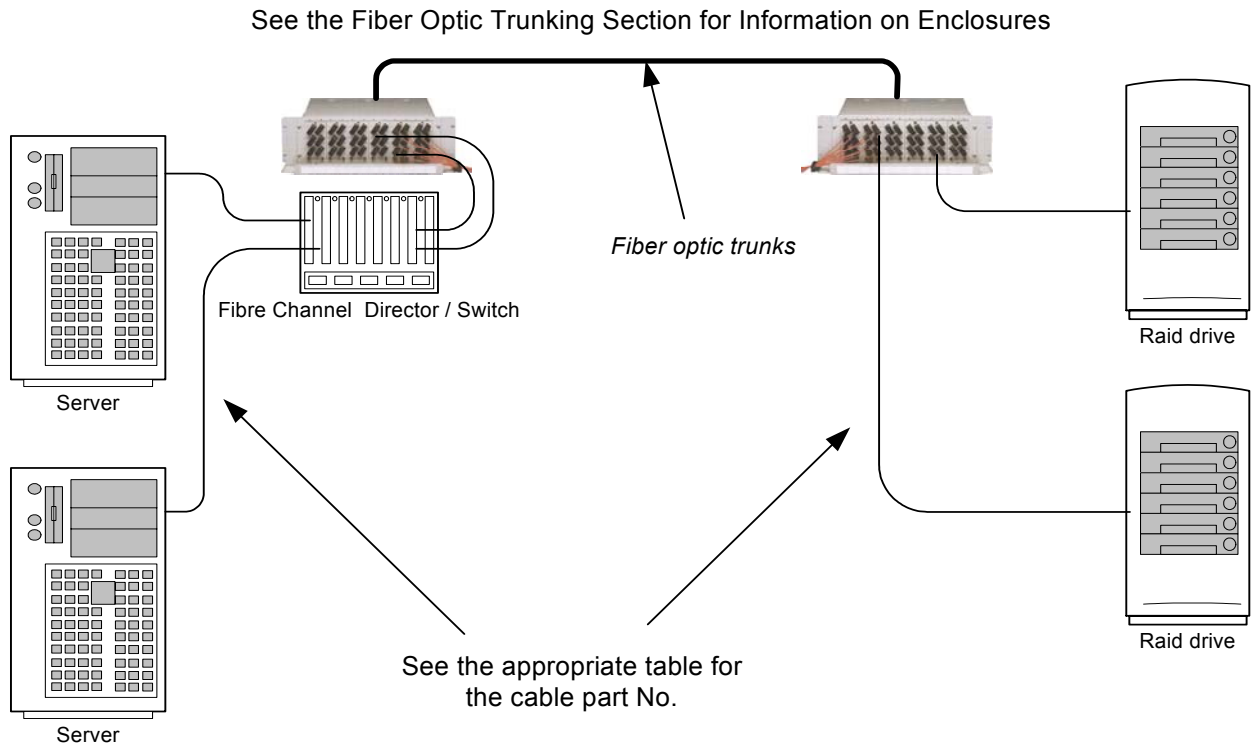 See the Fiber Optic Trunking Section for Information on Enclosures
Fiber optic trunks
Fibre Channel Director / Switch
Raid drive
Server
Raid drive
See the appropriate table for
the cable part No.
Server